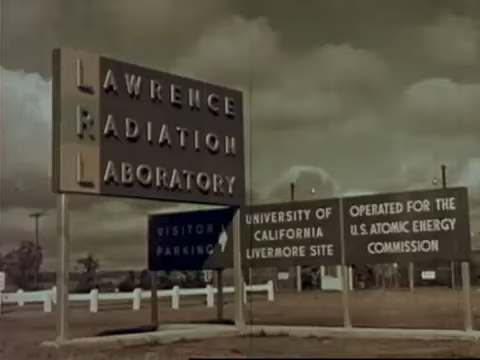 LAWRENCE
RADIATION
LABORATORY
VISITOR
PARKING
UNIVERSITY OF
CALIFORNIA
LIVERMORE SITE
OPERATED FOR THE
U.S. ATOMIC ENERGY
COMMISSION